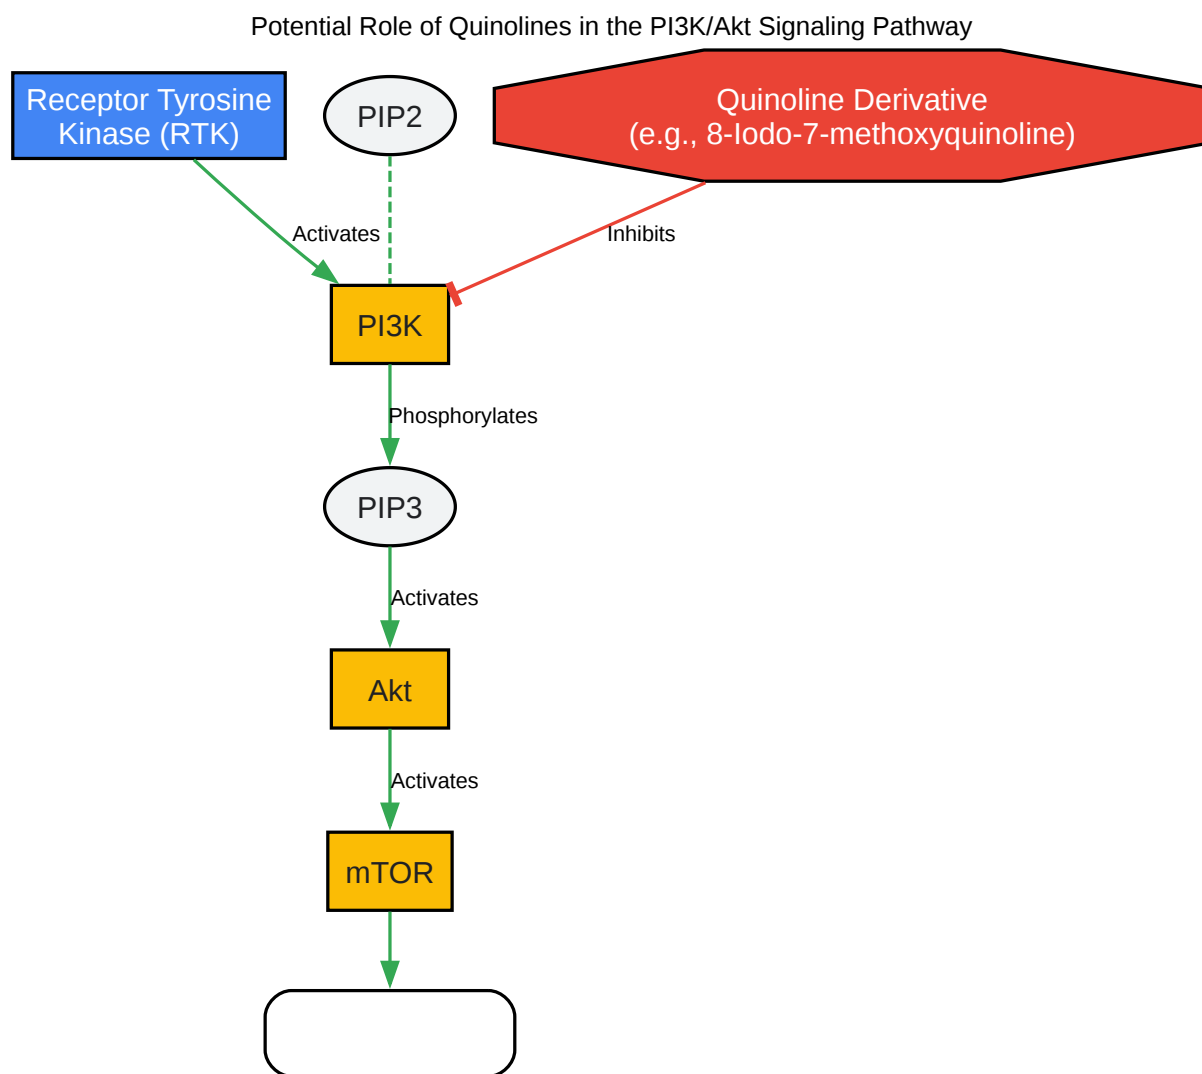 Potential Role of Quinolines in the PI3K/Akt Signaling Pathway
Receptor Tyrosine
Kinase (RTK)
PIP2
Quinoline Derivative
(e.g., 8-Iodo-7-methoxyquinoline)
Activates
Inhibits
PI3K
Phosphorylates
PIP3
Activates
Akt
Activates
mTOR